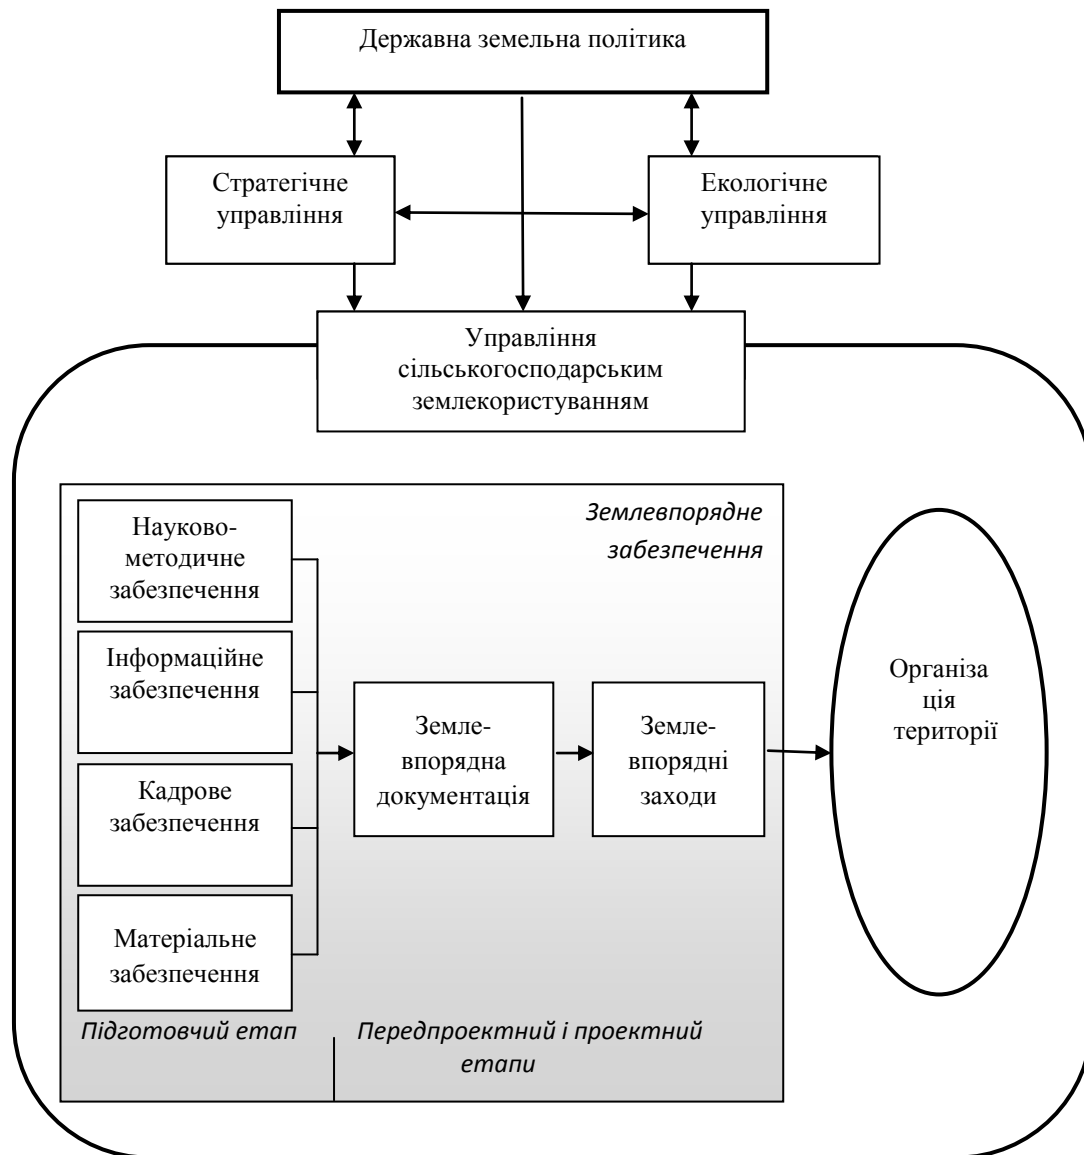 Державна земельна політика
Стратегічне
управління
Екологічне
управління
Управління
сільськогосподарським
землекористуванням
Землевпорядне
забезпечення
Науково-
методичне
забезпечення
Інформаційне
забезпечення
Кадрове
забезпечення
Матеріальне
забезпечення
Земле-
впорядна
документація
Земле-
впорядні
заходи
Організа
ція
території
Підготовчий етап
Передпроектний і проектний
етапи